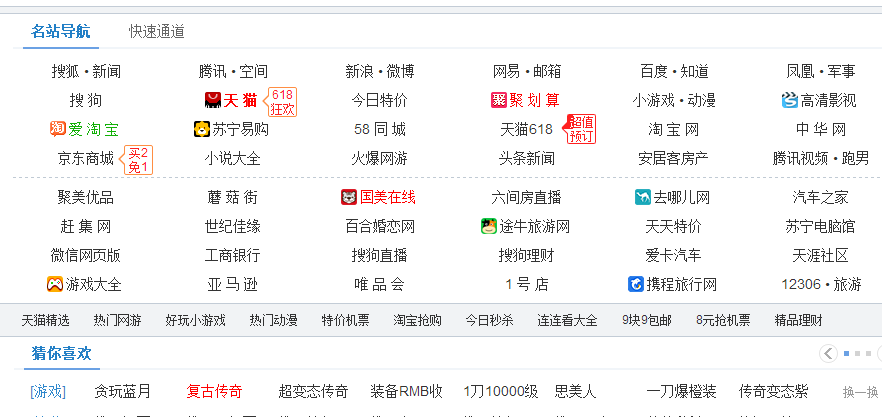 名站导航 快速通道
搜狐 • 新闻 腾讯 • 空间 新浪 • 微博 网易 • 邮箱 百度 • 知道 凤凰 • 军事
搜 狗 天 猫 618 狂欢 今日特价 聚 划 算 小游戏 • 动漫 高清影视
淘 爱 淘 宝 苏宁易购 58 同 城 天猫618 超值 预订 淘 宝 网 中 华 网
京东商城 买2 免1 小说大全 火爆网游 头条新闻 安居客房产 腾讯视频 • 跑男
聚美优品 蘑 菇 街 国美在线 六间房直播 去哪儿网 汽车之家
赶 集 网 世纪佳缘 百合婚恋网 途牛旅游网 天天特价 苏宁电脑馆
微信网页版 工商银行 搜狗直播 搜狗理财 爱卡汽车 天涯社区
游戏大全 亚 马 逊 唯 品 会 1 号 店 携程旅行网 12306 • 旅游
天猫精选 热门网游 好玩小游戏 热门动漫 特价机票 淘宝抢购 今日秒杀 连连看大全 9块9包邮 8元抢机票 精品理财
猜你喜欢
[游戏] 贪玩蓝月 复古传奇 超变态传奇 装备RMB收 1刀10000级 思美人 一刀爆橙装 传奇变态紫 换一换